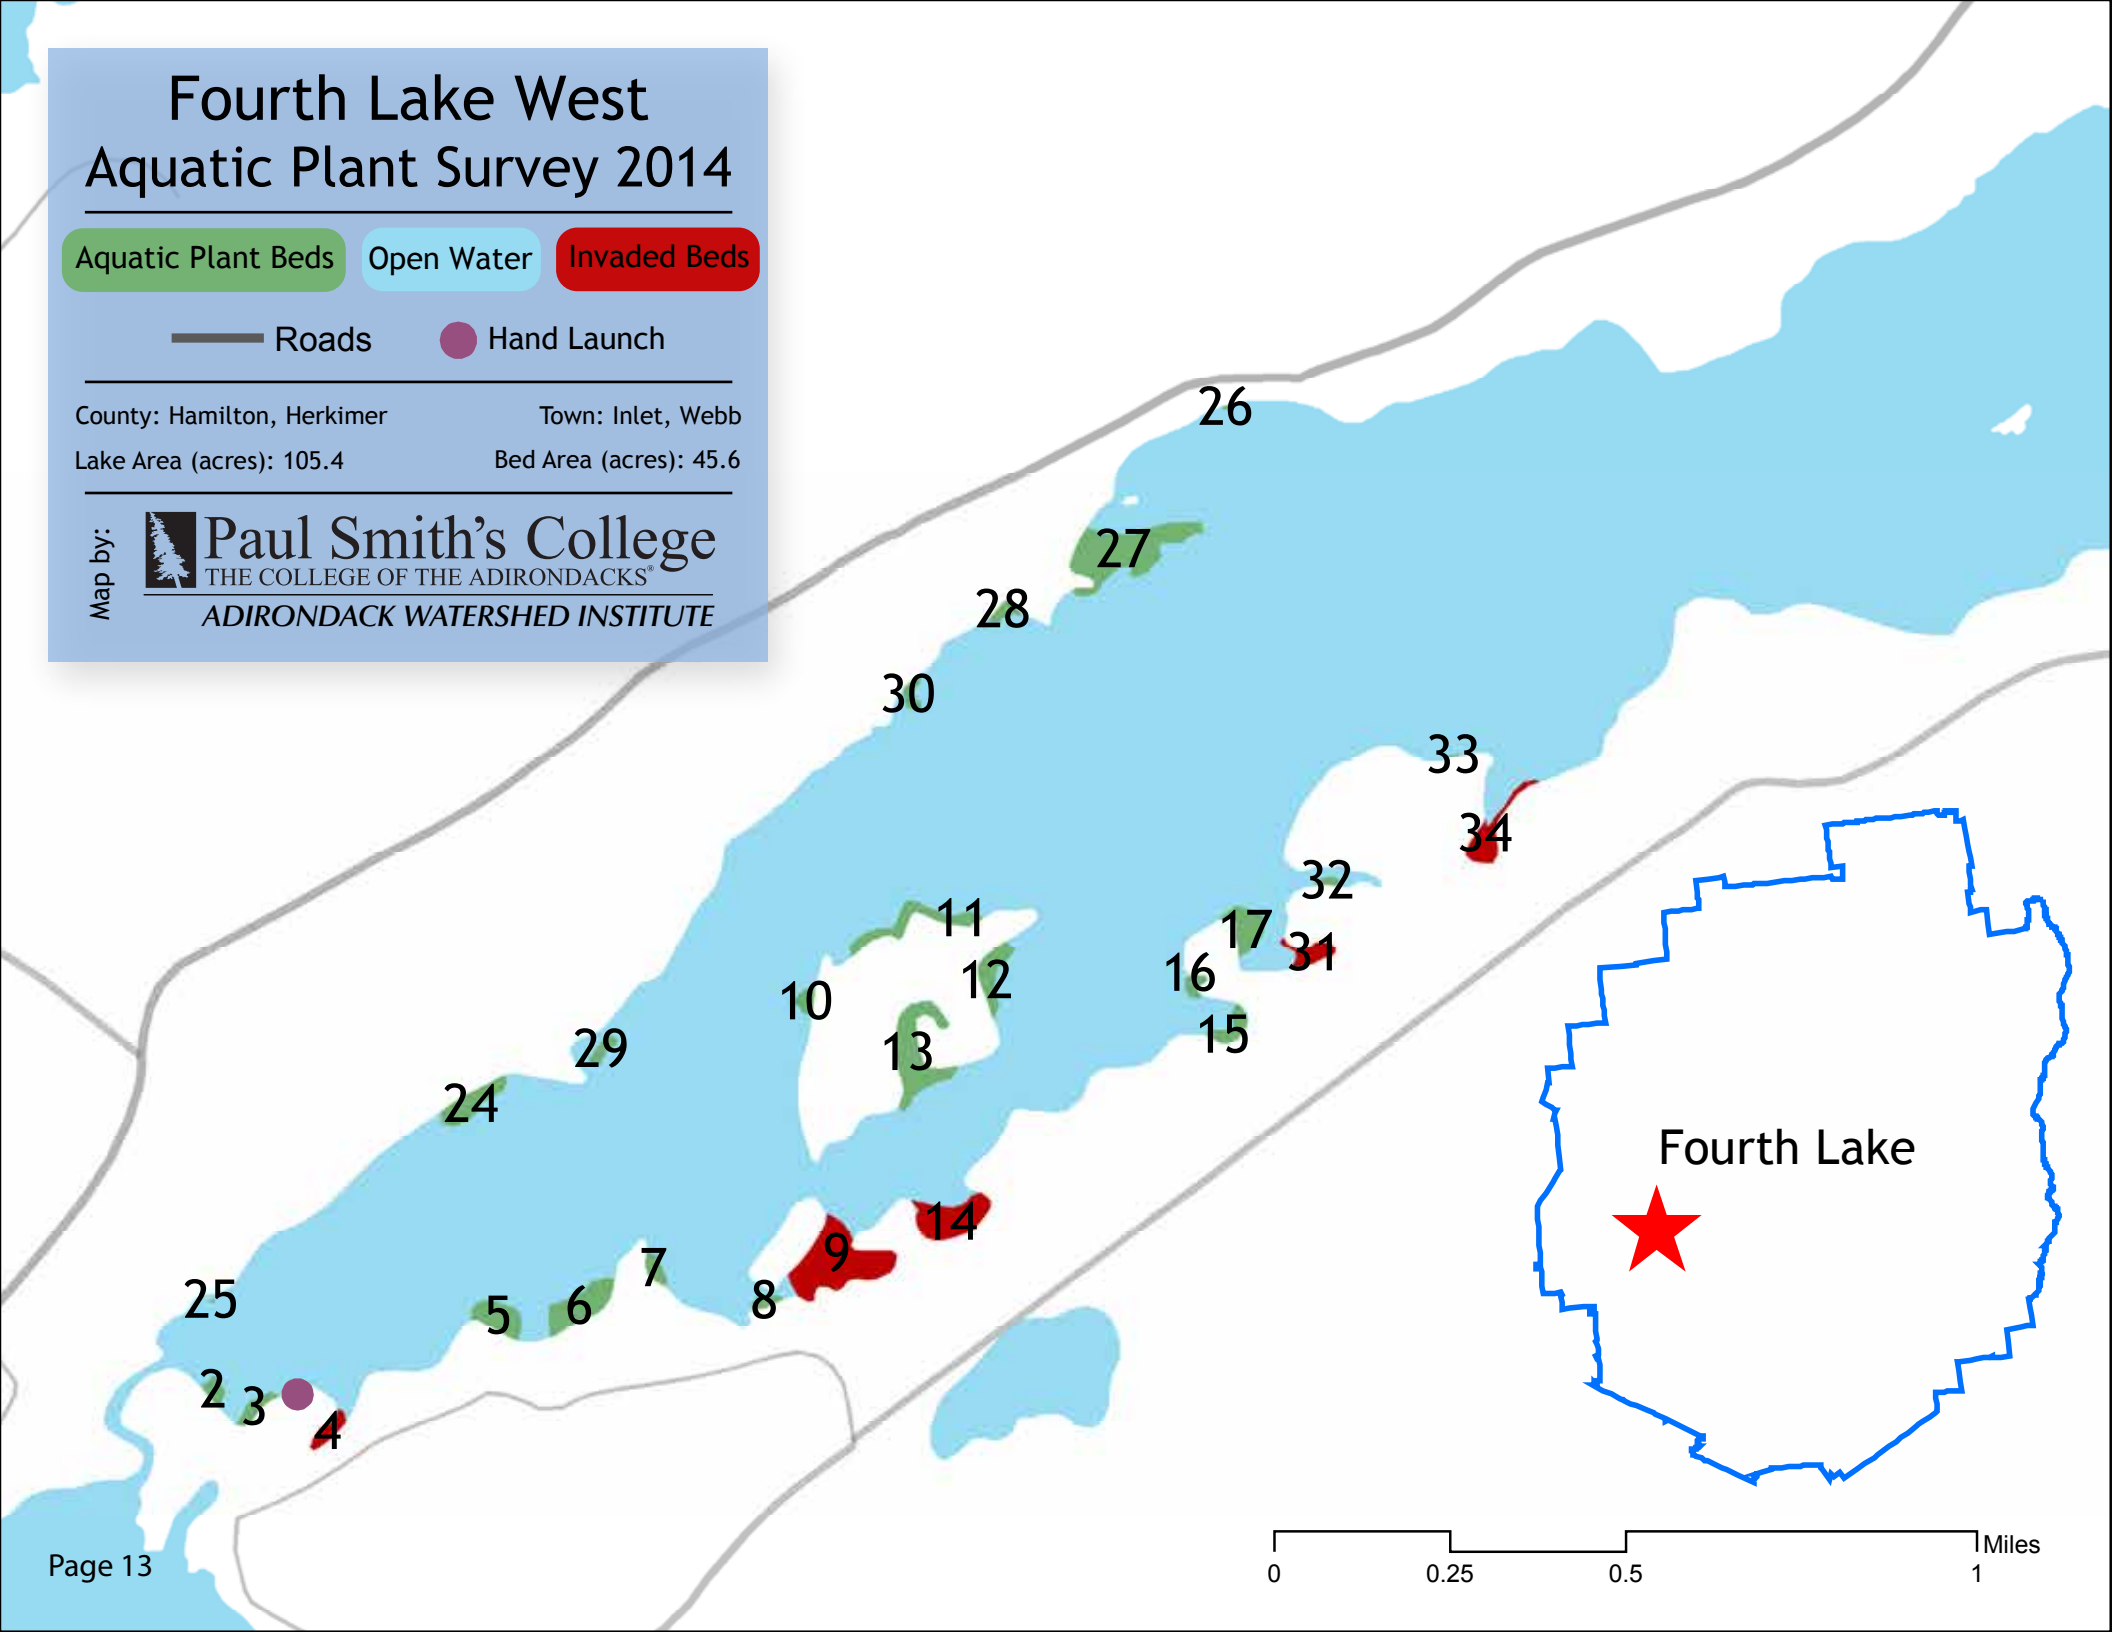 Fourth Lake West
Aquatic Plant Survey 2014
Aquatic Plant Beds
Open Water
Invaded Beds
Roads
Hand Launch
County: Hamilton, Herkimer
Town: Inlet, Webb
Lake Area (acres): 105.4
Bed Area (acres): 45.6
Map by:
Paul Smith's College
THE COLLEGE OF THE ADIRONDACKS®
ADIRONDACK WATERSHED INSTITUTE
26
27
28
30
33
34
32
11
17
31
12
16
10
13
15
29
24
14
9
7
25
8
6
5
2
3
4
Fourth Lake
Page 13
Miles
0
0.25
0.5
1